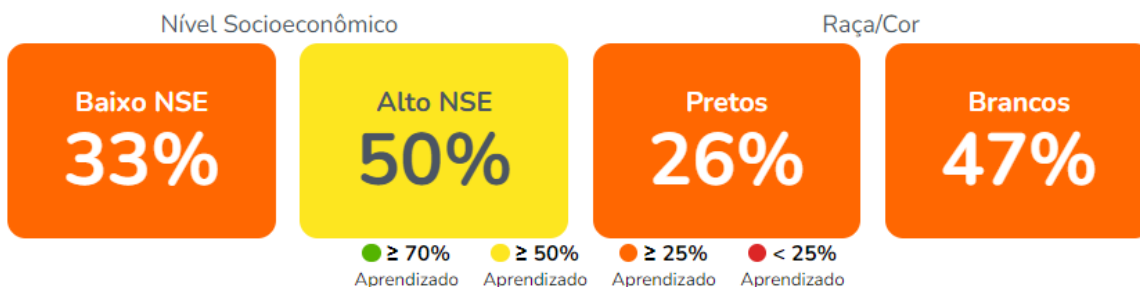 Nível Socioeconômico
Raça/Cor
Baixo NSE
33%
Alto NSE
50%
Pretos
26%
Brancos
47%
≥ 70%
Aprendizado
≥ 50%
Aprendizado
≥ 25%
Aprendizado
< 25%
Aprendizado